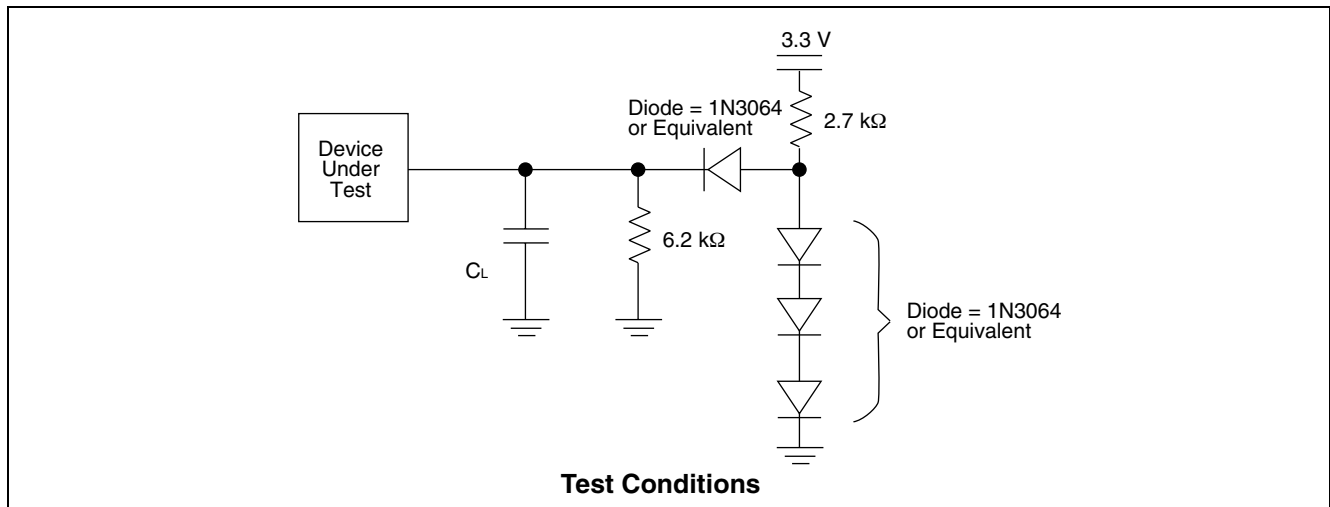 3.3 V
Diode = 1N3064
or Equivalent
2.7 kΩ
Device
Under
Test
6.2 kΩ
CL
Diode = 1N3064
or Equivalent
Test Conditions